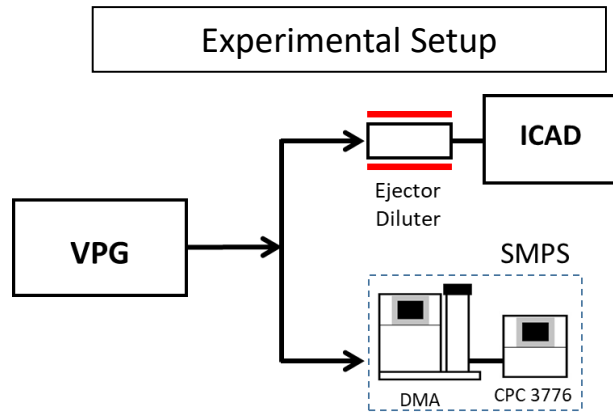 Experimental Setup
ICAD
Ejector
Diluter
VPG
SMPS
DMA
CPC 3776